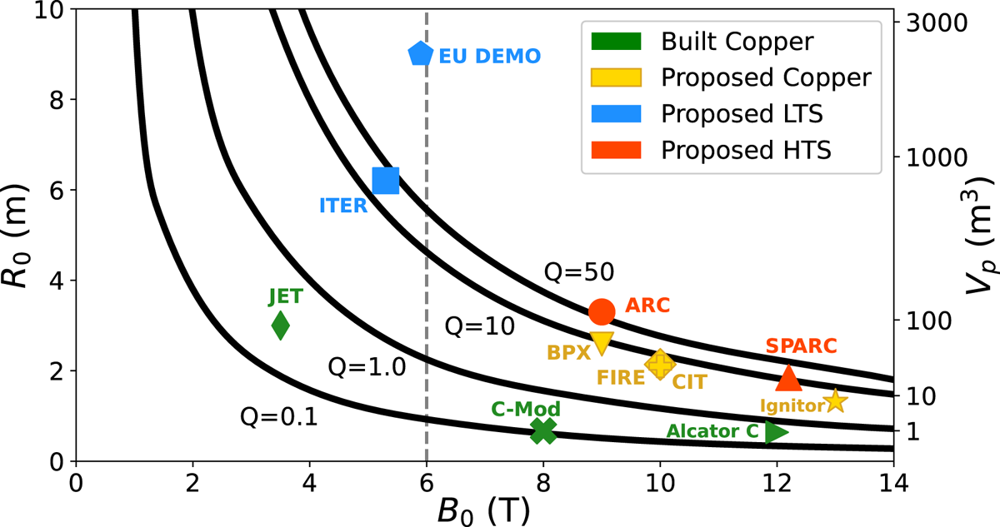 10
8
6
4
2
0
R₀ (m)
0
2
4
6
8
10
12
14
B₀ (T)
3000
1000
100
10
1
Vₚ (m³)
Built Copper
Proposed Copper
Proposed LTS
Proposed HTS
EU DEMO
ITER
JET
Q=50
ARC
Q=10
BPX
SPARC
Q=1.0
FIRE
CIT
Q=0.1
C-Mod
Ignitor
Alcator C